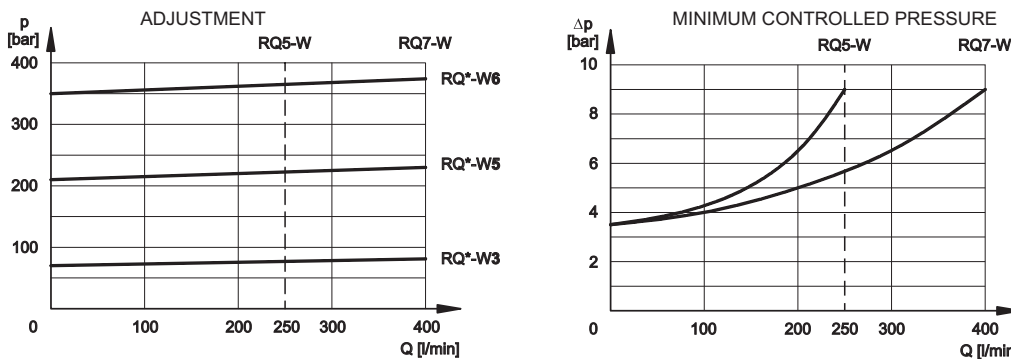 ADJUSTMENT
p
[bar]
RQ5-W
RQ7-W
400
RQ*-W6
300
RQ*-W5
200
100
RQ*-W3
0
100
200
250
300
400
Q [l/min]
MINIMUM CONTROLLED PRESSURE
Δp
[bar]
RQ5-W
RQ7-W
10
8
6
4
2
0
100
200
250
300
400
Q [l/min